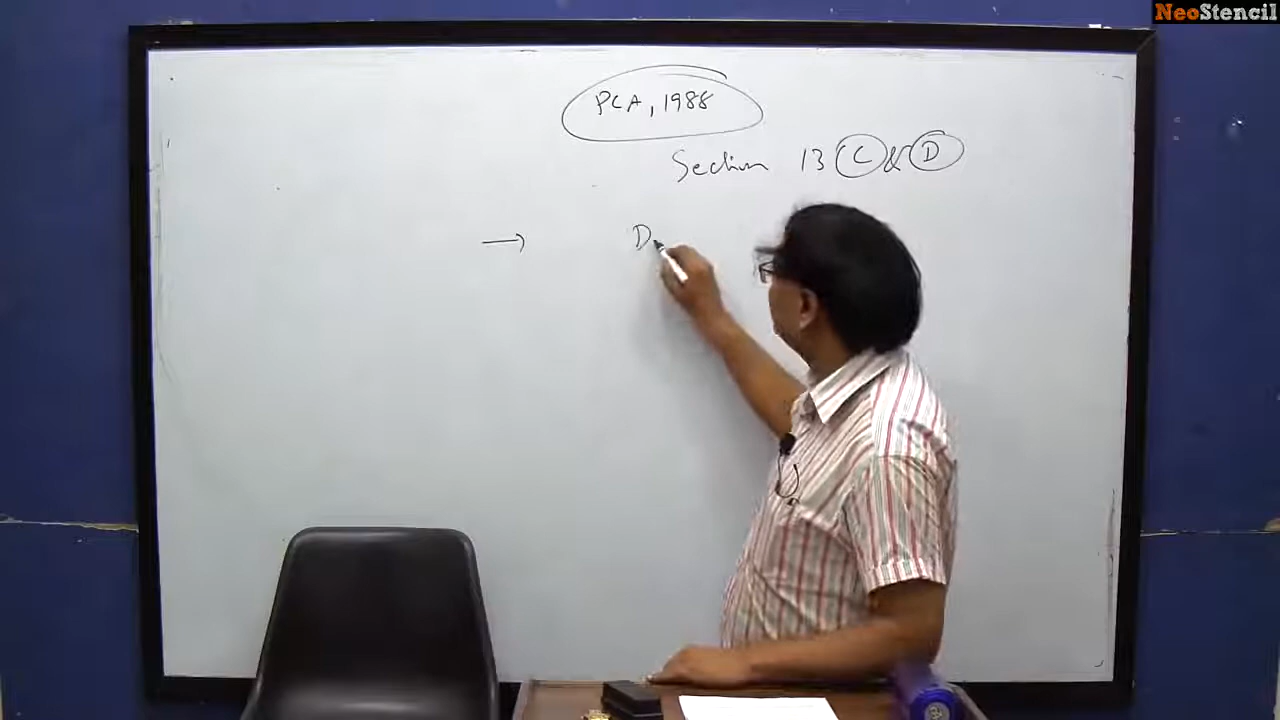 NeoStencil
PCA, 1988
Section 13 C & D
→ D